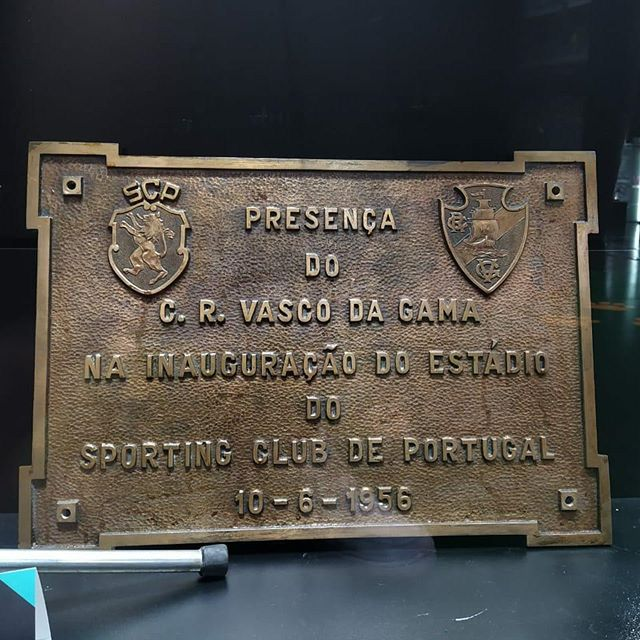 SCP
PRESENÇA
DO
C. R. VASCO DA GAMA
NA INAUGURAÇÃO DO ESTÁDIO
DO
SPORTING CLUB DE PORTUGAL
10-6-1956